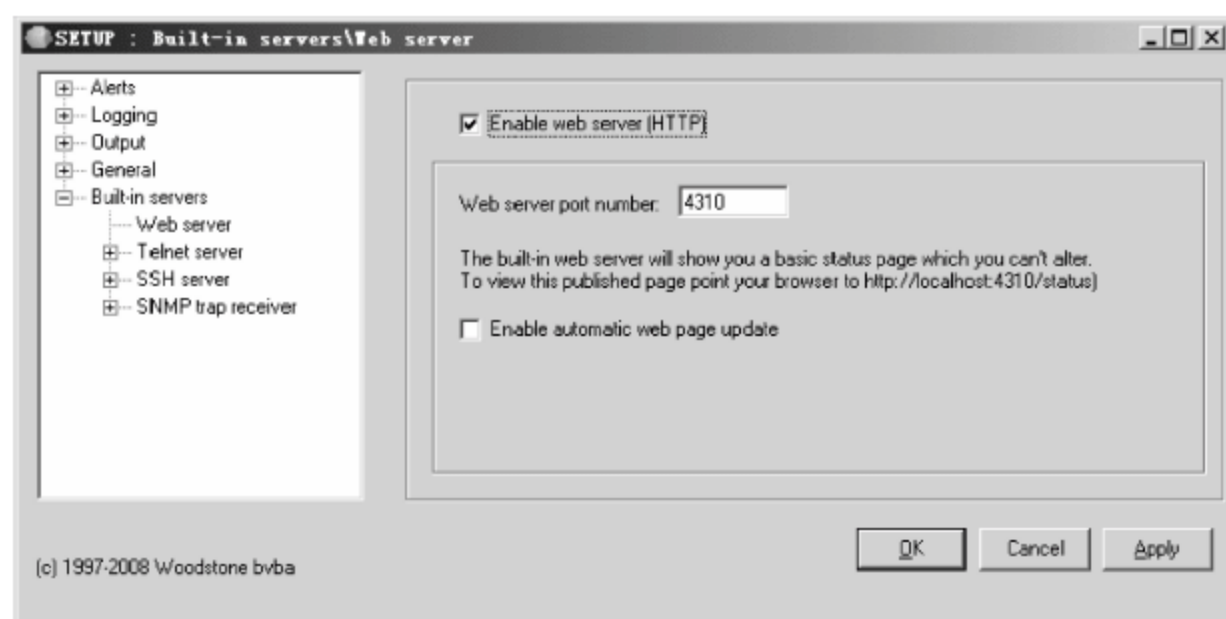 SETUP : Built-in servers\Web server
Alerts
Logging
Output
General
Built-in servers
Web server
Telnet server
SSH server
SNMP trap receiver
Enable web server (HTTP)
Web server port number: 4310
The built-in web server will show you a basic status page which you can't alter.
To view this published page point your browser to http://localhost:4310/status)
Enable automatic web page update
OK Cancel Apply
(c) 1997-2008 Woodstone bvba